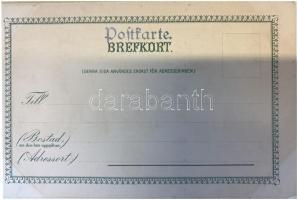 Postkarte.
BREFKORT.
(DENNA SIDA ANVÄNDES ENDAST FÖR ADRESSERINGEN.)
Till
darabanth
(Bostad)
(Adressort)